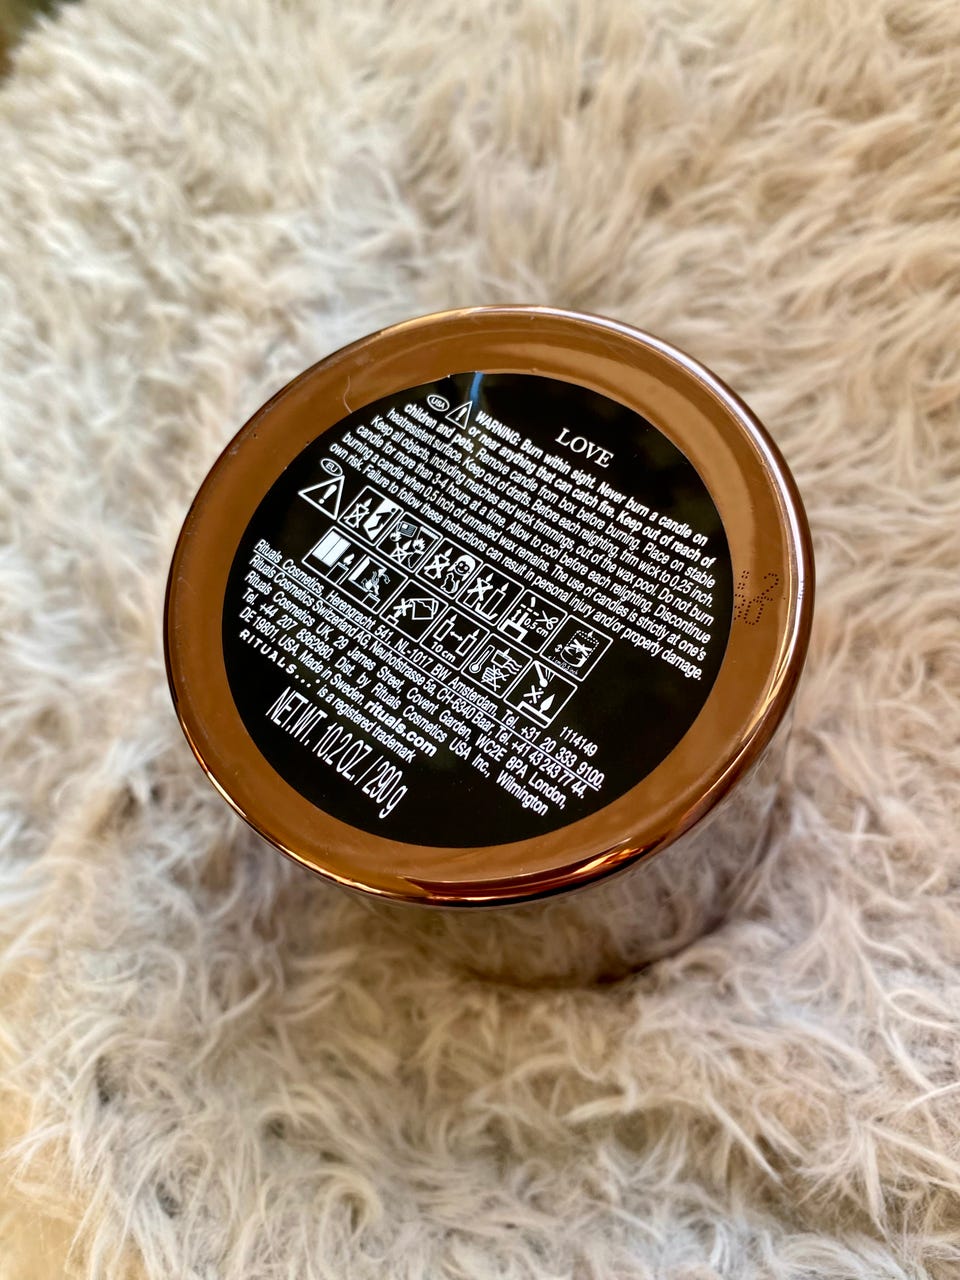 LOVE
USA WARNING: Burn within sight. Never burn a candle on
or near anything that can catch fire. Keep out of reach of
children and pets. Remove candle from box before burning. Place on stable
heatresistent surface. Keep out of drafts. Before each relighting, trim wick to 0,25 inch.
Keep all objects, including matches and wick trimmings, out of the wax pool. Do not burn
candle for more than 3-4 hours at a time. Allow to cool before each relighting. Discontinue
burning a candle when 0.5 inch of unmelted wax remains. The use of candles is strictly at one's
own risk. Failure to follow these instructions can result in personal injury and/or property damage.
EU
10 cm
1114149
Rituals Cosmetics, Herengracht 541, NL-1017 BW Amsterdam, Tel. +31 20 333 9100.
Rituals Cosmetics Switzerland AG, Neuhofstrasse 5a, CH-6340 Baar, Tel. +41 43 243 77 44.
Rituals Cosmetics UK, 20 James Street, Covent Garden, WC2E 8PA London,
Tel. +44 207 6362980. Dis. by Rituals Cosmetics USA Inc., Wilmington
DE 19801, USA. Made in Sweden. rituals.com
RITUALS... is a registered trademark
NETWT. 10.2 OZ. / 290 g